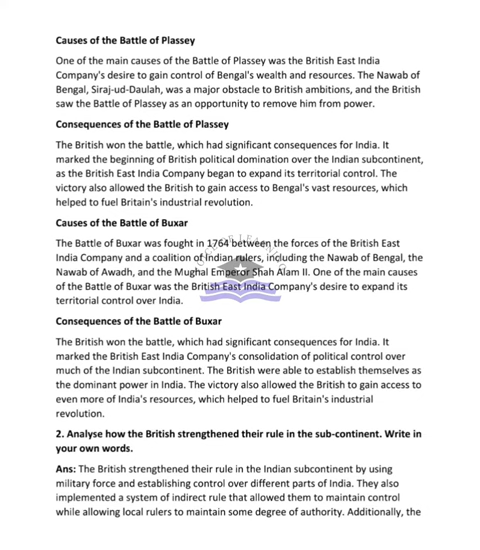 Causes of the Battle of Plassey
One of the main causes of the Battle of Plassey was the British East India
Company's desire to gain control of Bengal's wealth and resources. The Nawab of
Bengal, Siraj-ud-Daulah, was a major obstacle to British ambitions, and the British
saw the Battle of Plassey as an opportunity to remove him from power.
Consequences of the Battle of Plassey
The British won the battle, which had significant consequences for India. It
marked the beginning of British political domination over the Indian subcontinent,
as the British East India Company began to expand its territorial control. The
victory also allowed the British to gain access to Bengal's vast resources, which
helped to fuel Britain's industrial revolution.
Causes of the Battle of Buxar
The Battle of Buxar was fought in 1764 between the forces of the British East
India Company and a coalition of Indian rulers, including the Nawab of Bengal, the
Nawab of Awadh, and the Mughal Emperor Shah Alam II. One of the main causes
of the Battle of Buxar was the British East India Company's desire to expand its
territorial control over India.
Consequences of the Battle of Buxar
The British won the battle, which had significant consequences for India. It
marked the British East India Company's consolidation of political control over
much of the Indian subcontinent. The British were able to establish themselves as
the dominant power in India. The victory also allowed the British to gain access to
even more of India's resources, which helped to fuel Britain's industrial
revolution.
2. Analyse how the British strengthened their rule in the sub-continent. Write in
your own words.
Ans: The British strengthened their rule in the Indian subcontinent by using
military force and establishing control over different parts of India. They also
implemented a system of indirect rule that allowed them to maintain control
while allowing local rulers to maintain some degree of authority. Additionally, the